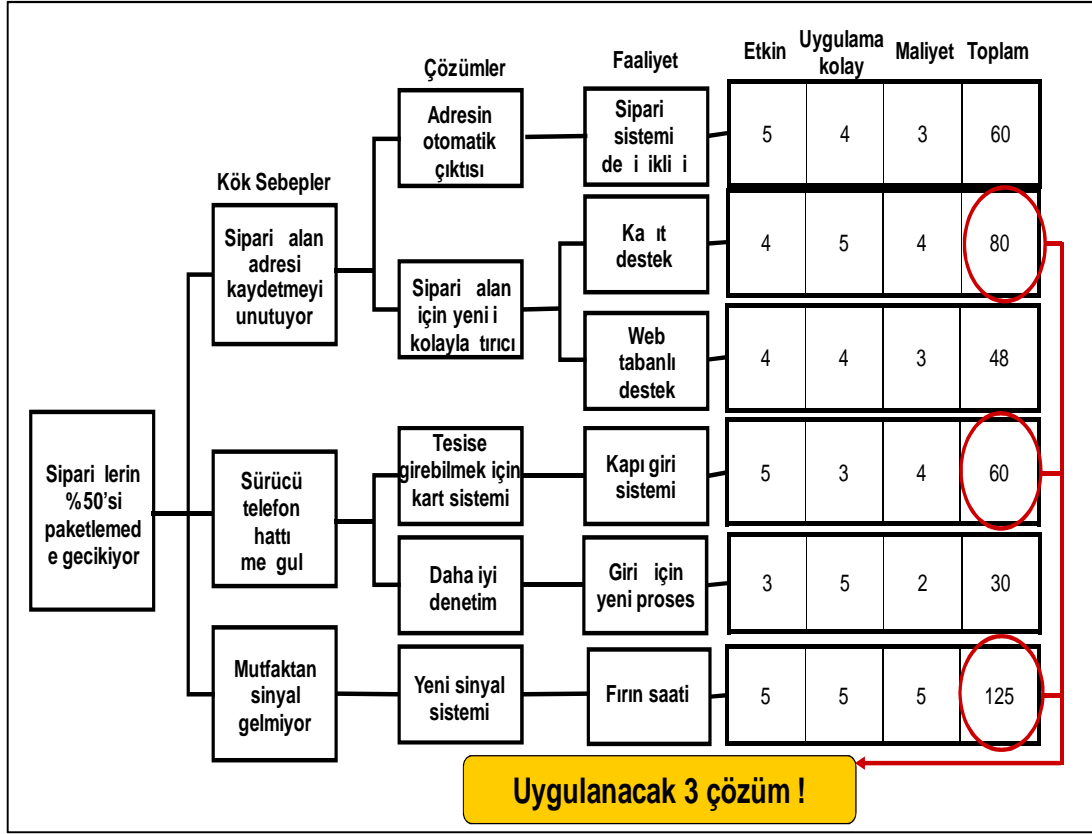 Etkin
Uygulama
kolay
Maliyet
Toplam
Çözümler
Faaliyet
Adresin
otomatik
çıktısı
Sipari
sistemi
de i ikli i
5 4 3 60
Kök Sebepler
Sipari alan
adresi
kaydetmeyi
unutuyor
Ka ıt
destek
4 5 4 80
Sipari alan
için yeni i
kolayla tırıcı
Web
tabanlı
destek
4 4 3 48
Sipari lerin
%50'si
paketlemed
e gecikiyor
Sürücü
telefon
hattı
me gul
Tesise
girebilmek için
kart sistemi
Kapı giri
sistemi
5 3 4 60
Daha iyi
denetim
Giri için
yeni proses
3 5 2 30
Mutfaktan
sinyal
gelmiyor
Yeni sinyal
sistemi
Fırın saati
5 5 5 125
Uygulanacak 3 çözüm !